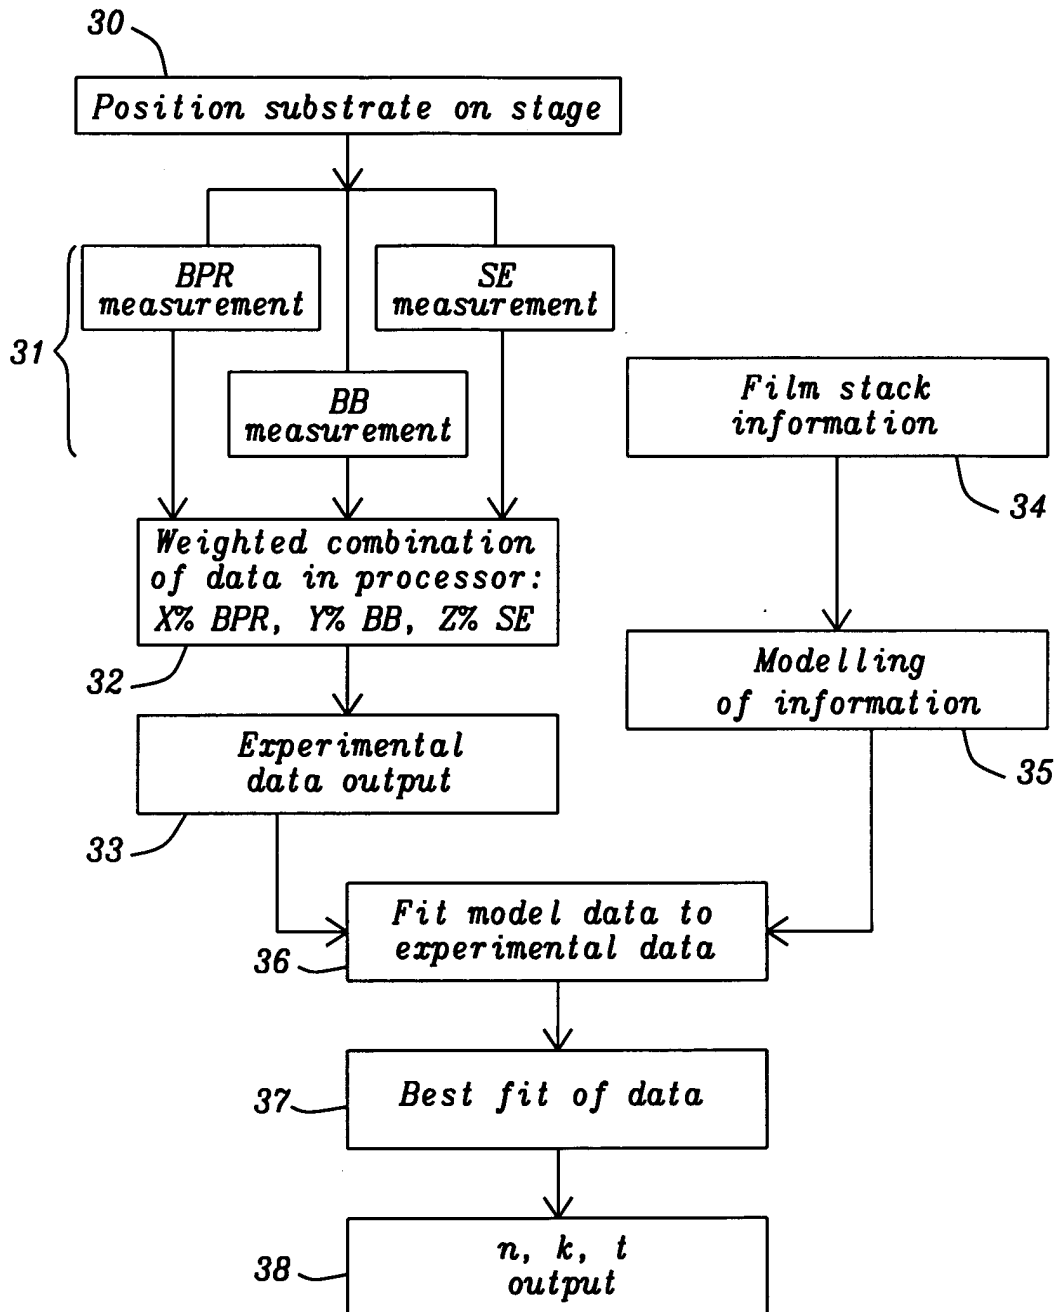 30
Position substrate on stage
BPR
measurement
SE
measurement
31
BB
measurement
Film stack
information
34
Weighted combination
of data in processor:
X% BPR, Y% BB, Z% SE
32
Modelling
of information
35
Experimental
data output
33
Fit model data to
experimental data
36
Best fit of data
37
n, k, t
output
38